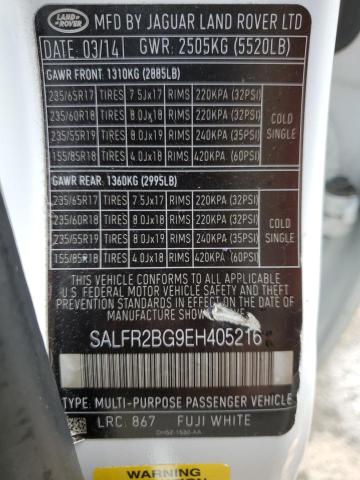 LAND ROVER
MFD BY JAGUAR LAND ROVER LTD
DATE: 03/14 GWR: 2505KG (5520LB)
GAWR FRONT: 1310KG (2885LB)
235/65R17 TIRES 7.5Jx17 RIMS 220KPA (32PSI)
235/60R18 TIRES 8.0Jx18 RIMS 220KPA (32PSI)
235/55R19 TIRES 8.0Jx19 RIMS 240KPA (35PSI)
155/85R18 TIRES 4.0Jx18 RIMS 420KPA (60PSI)
COLD
SINGLE
GAWR REAR: 1360KG (2995LB)
235/65R17 TIRES 7.5Jx17 RIMS 220KPA (32PSI)
235/60R18 TIRES 8.0Jx18 RIMS 220KPA (32PSI)
235/55R19 TIRES 8.0Jx19 RIMS 240KPA (35PSI)
155/85R18 TIRES 4.0Jx18 RIMS 420KPA (60PSI)
COLD
SINGLE
THIS VEHICLE CONFORMS TO ALL APPLICABLE
U.S. FEDERAL MOTOR VEHICLE SAFETY
STANDARDS IN EFFECT ON THE DATE OF
MANUFACTURE SHOWN ABOVE.
SALFR2BG9EH405216
TYPE: MULTI-PURPOSE PASSENGER VEHICLE
LRC 867 FUJI WHITE
WARNING